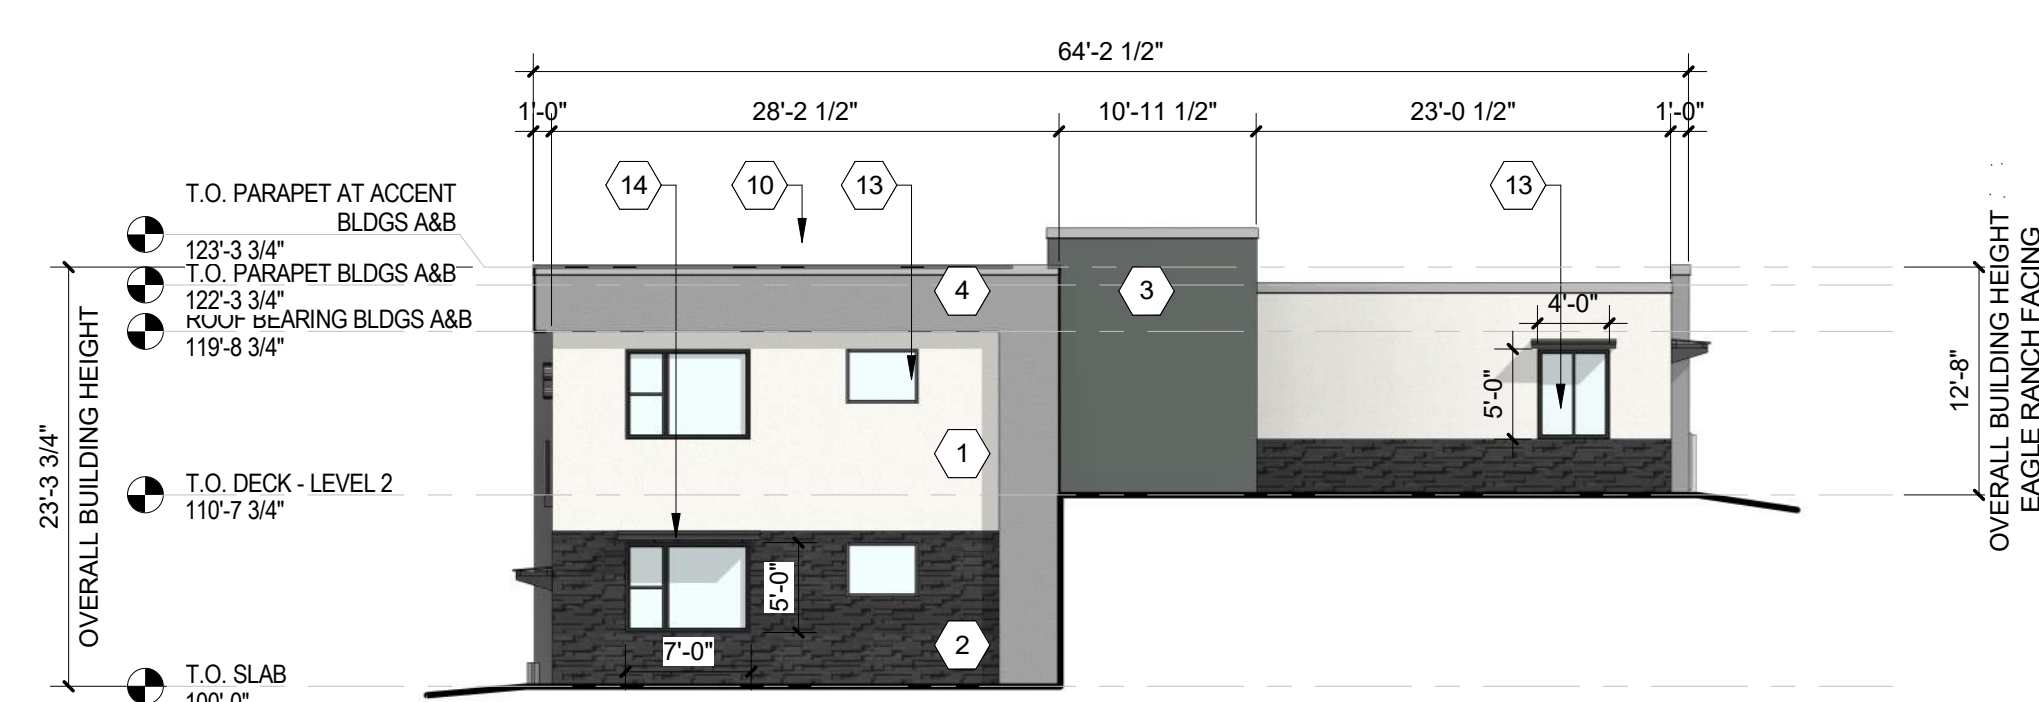 64'-2 1/2"
1'-0"
28'-2 1/2"
10'-11 1/2"
23'-0 1/2"
1'-0"
14
10
13
13
T.O. PARAPET AT ACCENT
BLDGS A&B
123'-3 3/4"
T.O. PARAPET BLDGS A&B
122'-3 3/4"
ROOF BEARING BLDGS A&B
119'-8 3/4"
4
3
4'-0"
5'-0"
12'-8"
OVERALL BUILDING HEIGHT
EAGLE RANCH FACING
23'-3 3/4"
OVERALL BUILDING HEIGHT
1
T.O. DECK - LEVEL 2
110'-7 3/4"
5'-0"
7'-0"
2
T.O. SLAB
100'-0"